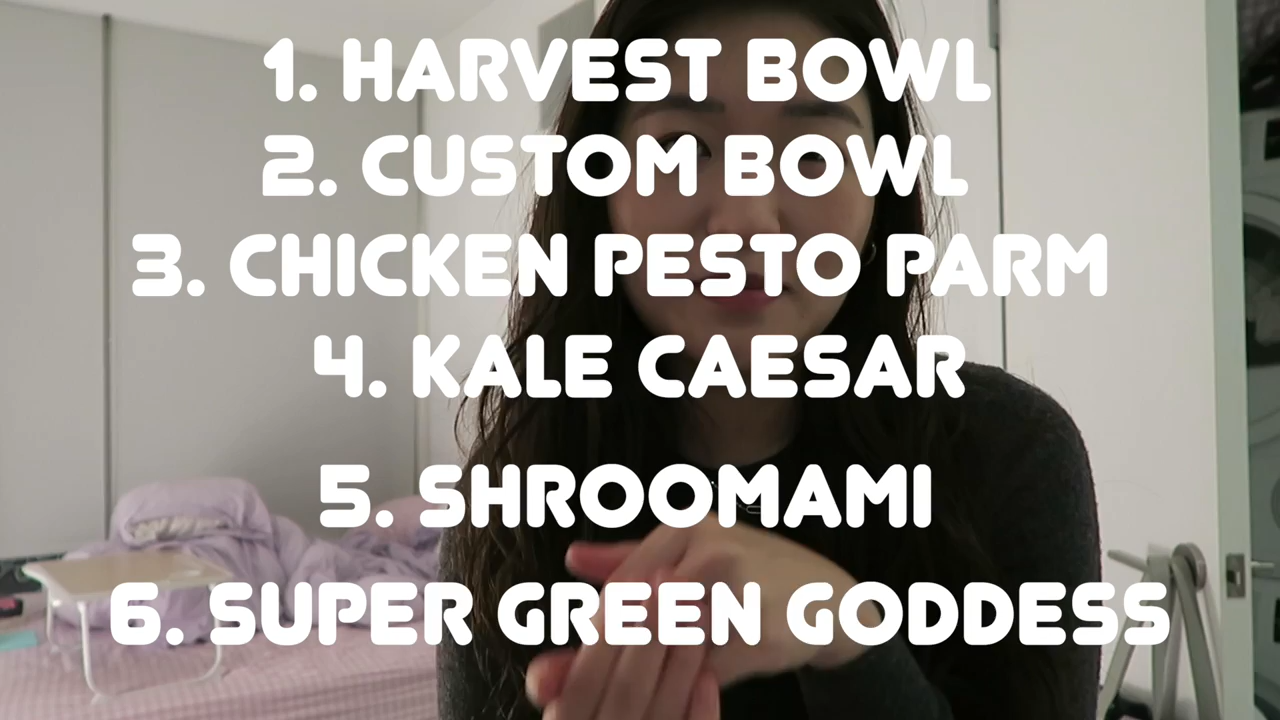 1. HARVEST BOWL
2. CUSTOM BOWL
3. CHICKEN PESTO PARM
4. KALE CAESAR
5. SHROOMAMI
6. SUPER GREEN GODDESS